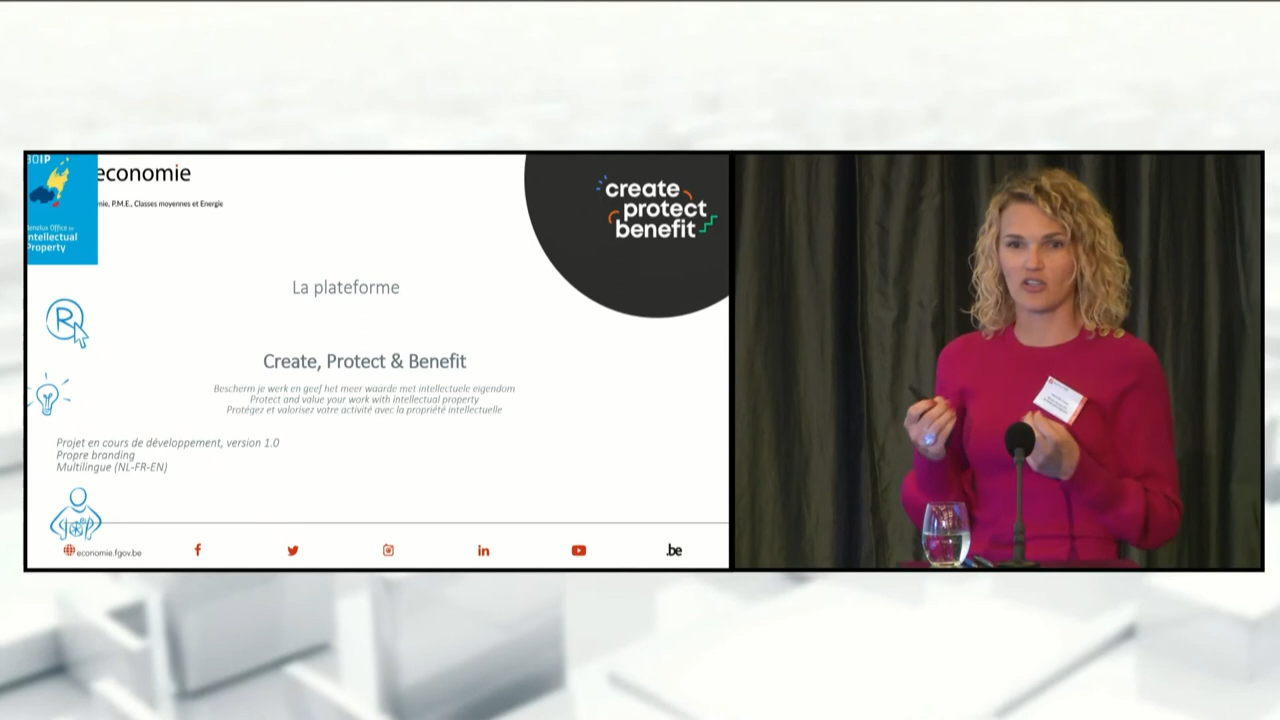 BOIP
economie
mie, P.M.E., Classes moyennes et Energie
Benelux Office for
Intellectual
Property
create
protect
benefit
La plateforme
R
Create, Protect & Benefit
Bescherm je werk en geef het meer waarde met intellectuele eigendom
Protect and value your work with intellectual property
Protégez et valorisez votre activité avec la propriété intellectuelle
Projet en cours de développement, version 1.0
Propre branding
Multilingue (NL-FR-EN)
economie.fgov.be
.be